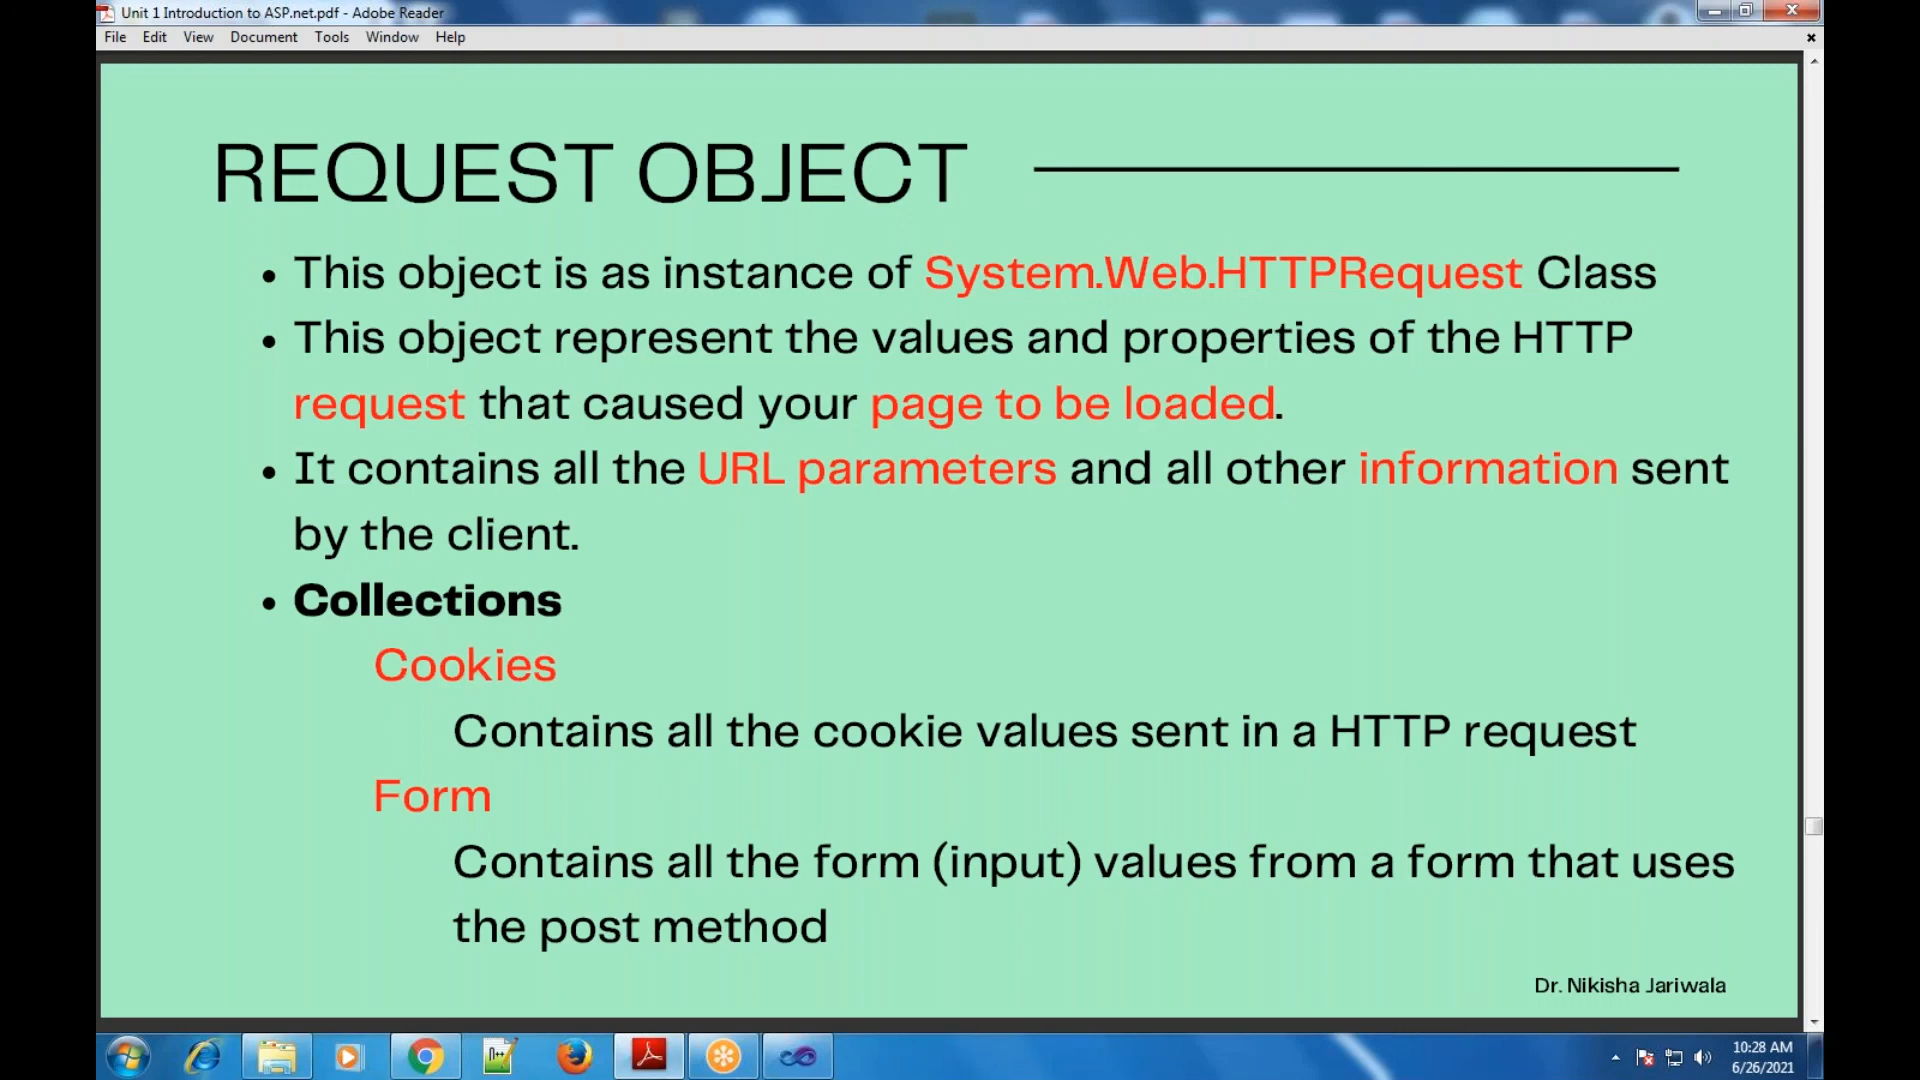 Unit 1 Introduction to ASP.net.pdf - Adobe Reader
File Edit View Document Tools Window Help
REQUEST OBJECT
• This object is as instance of System.Web.HTTPRequest Class
• This object represent the values and properties of the HTTP
request that caused your page to be loaded.
• It contains all the URL parameters and all other information sent
by the client.
• Collections
Cookies
Contains all the cookie values sent in a HTTP request
Form
Contains all the form (input) values from a form that uses
the post method
Dr. Nikisha Jariwala
10:28 AM
6/26/2021